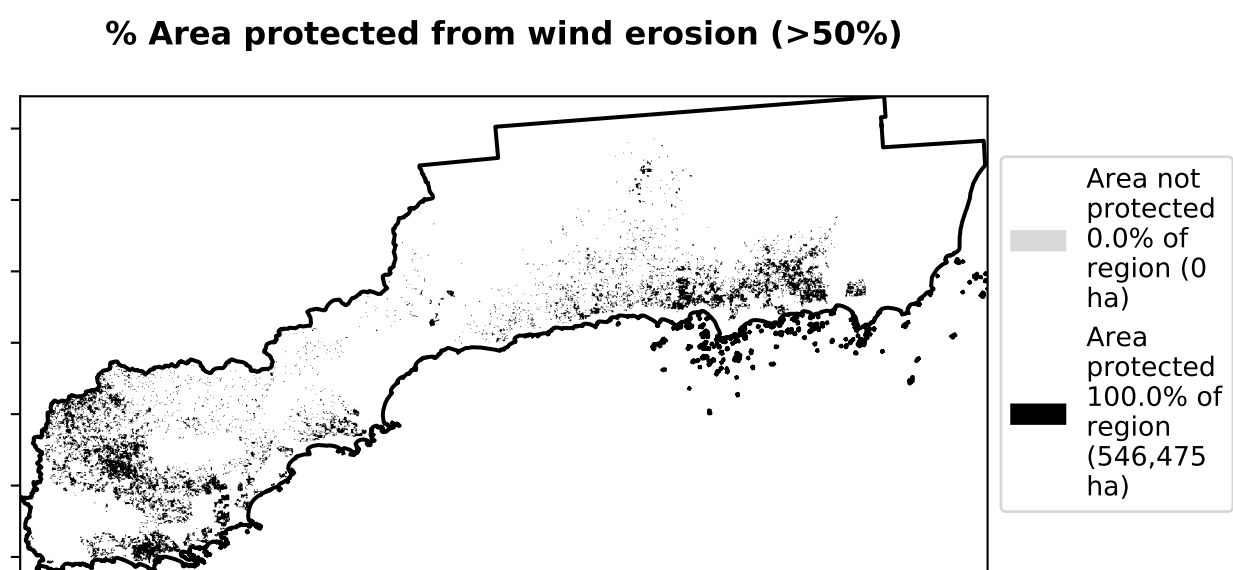 % Area protected from wind erosion (>50%)
Area not
protected
0.0% of
region (0
ha)
Area
protected
100.0% of
region
(546,475
ha)